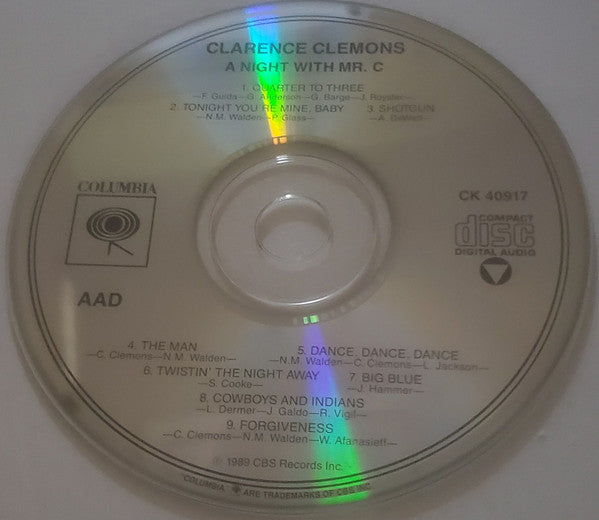 CLARENCE CLEMONS
A NIGHT WITH MR. C
1. QUARTER TO THREE
—F. Guida—G. Anderson—G. Barge—J. Royster—
2. TONIGHT YOU'RE MINE, BABY 3. SHOTGUN
—N.M. Walden—P. Glass— —A. DeWalt—
COLUMBIA
CK 40917
COMPACT
disc
DIGITAL AUDIO
AAD
4. THE MAN 5. DANCE, DANCE, DANCE
—C. Clemons—N.M. Walden— —N.M. Walden—C. Clemons—L. Jackson—
6. TWISTIN' THE NIGHT AWAY 7. BIG BLUE
—S. Cooke— —J. Hammer—
8. COWBOYS AND INDIANS
—L. Dermer—J. Galdo—R. Vigil—
9. FORGIVENESS
—C. Clemons—N.M. Walden—W. Afanasieff—
℗ 1989 CBS Records Inc.
"COLUMBIA", ARE TRADEMARKS OF CBS INC.